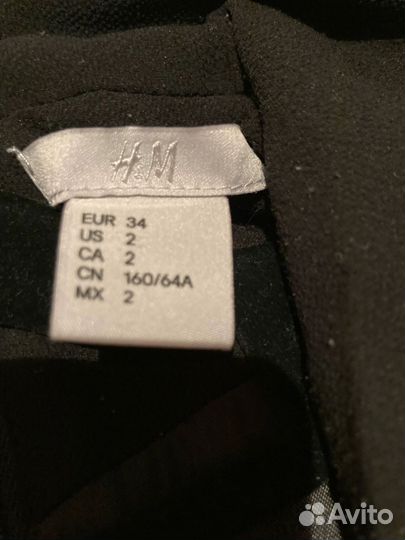 H&M
EUR 34
US 2
CA 2
CN 160/64A
MX 2
Avito